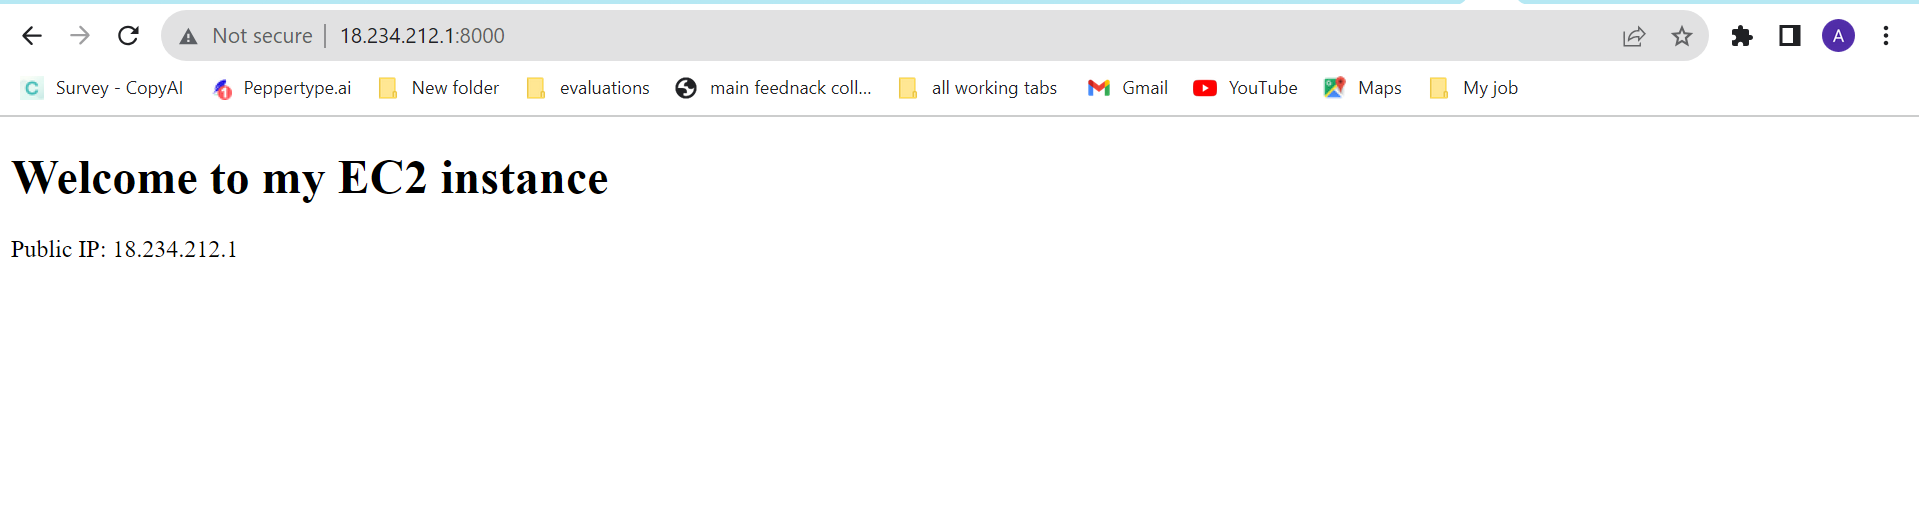 Not secure | 18.234.212.1:8000
A
Survey - CopyAI Peppertype.ai New folder evaluations main feednack coll... all working tabs Gmail YouTube Maps My job
Welcome to my EC2 instance
Public IP: 18.234.212.1